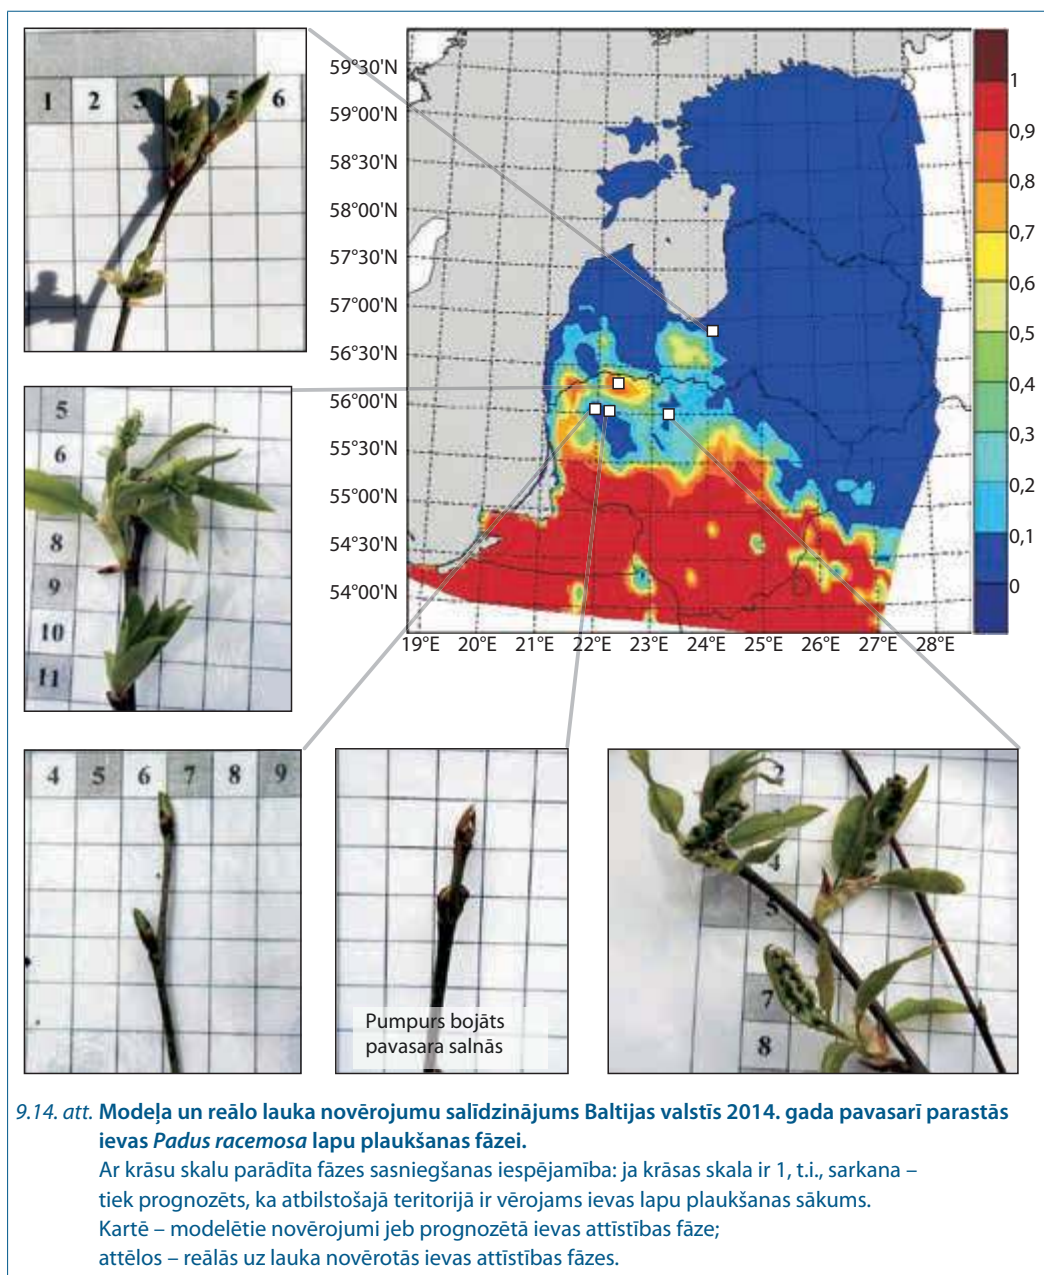 1 2 3 5 6
59°30'N
59°00'N
58°30'N
58°00'N
57°30'N
57°00'N
56°30'N
56°00'N
55°30'N
55°00'N
54°30'N
54°00'N
19°E 20°E 21°E 22°E 23°E 24°E 25°E 26°E 27°E 28°E
1
0,9
0,8
0,7
0,6
0,5
0,4
0,3
0,2
0,1
0
5
6
8
9
10
11
4 5 6 7 8 9
Pumpurs bojāts
pavasara salnās
2
4
5
7
8
9.14. att. Modeļa un reālo lauka novērojumu salīdzinājums Baltijas valstīs 2014. gada pavasarī parastās
ievas Padus racemosa lapu plaukšanas fāzei.
Ar krāsu skalu parādīta fāzes sasniegšanas iespējamība: ja krāsas skala ir 1, t.i., sarkana –
tiek prognozēts, ka atbilstošajā teritorijā ir vērojams ievas lapu plaukšanas sākums.
Kartē – modelētie novērojumi jeb prognozētā ievas attīstības fāze;
attēlos – reālās uz lauka novērotās ievas attīstības fāzes.